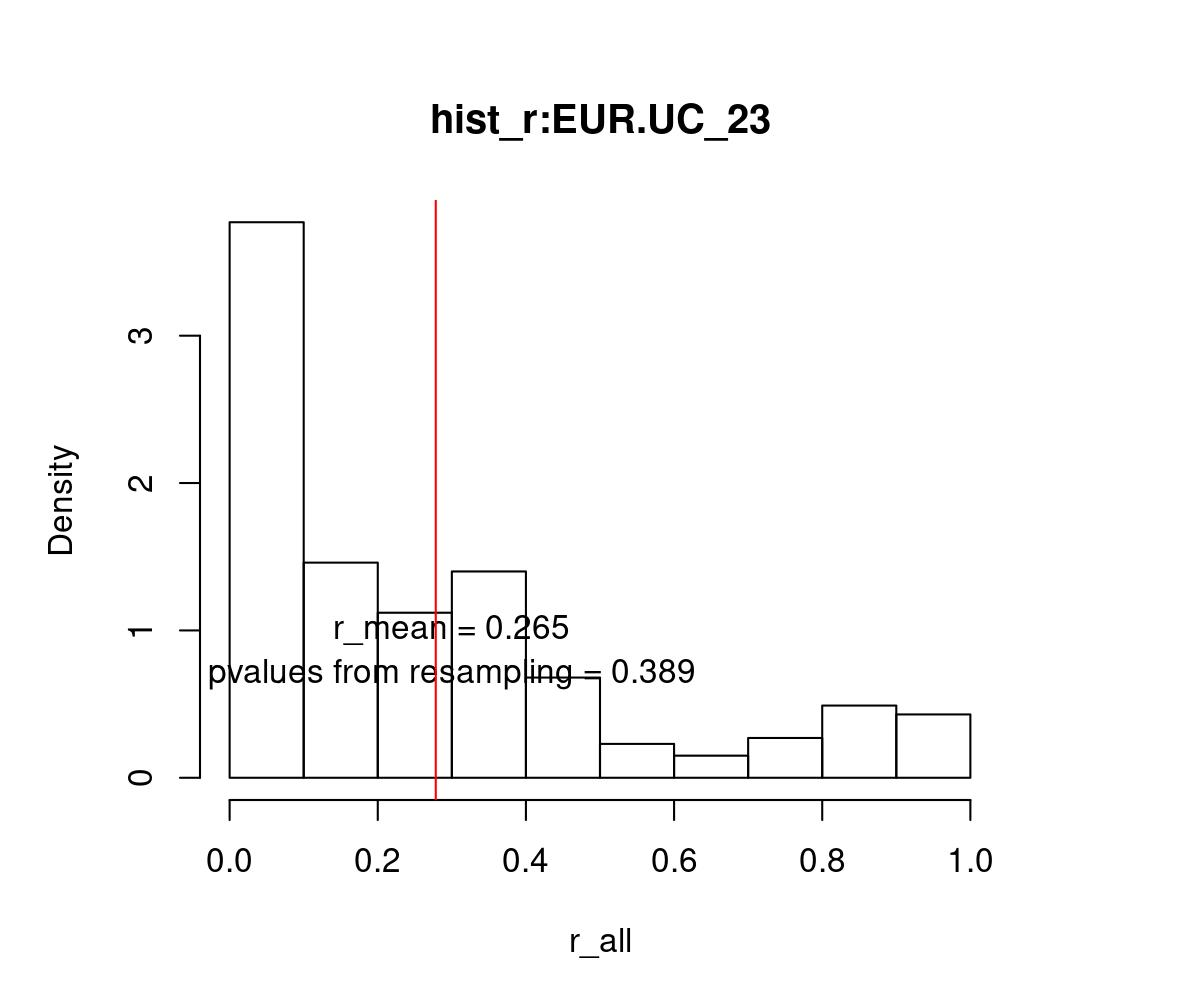 hist_r:EUR.UC_23
3
2
1
0
Density
r_mean = 0.265
pvalues from resampling = 0.389
0.0 0.2 0.4 0.6 0.8 1.0
r_all